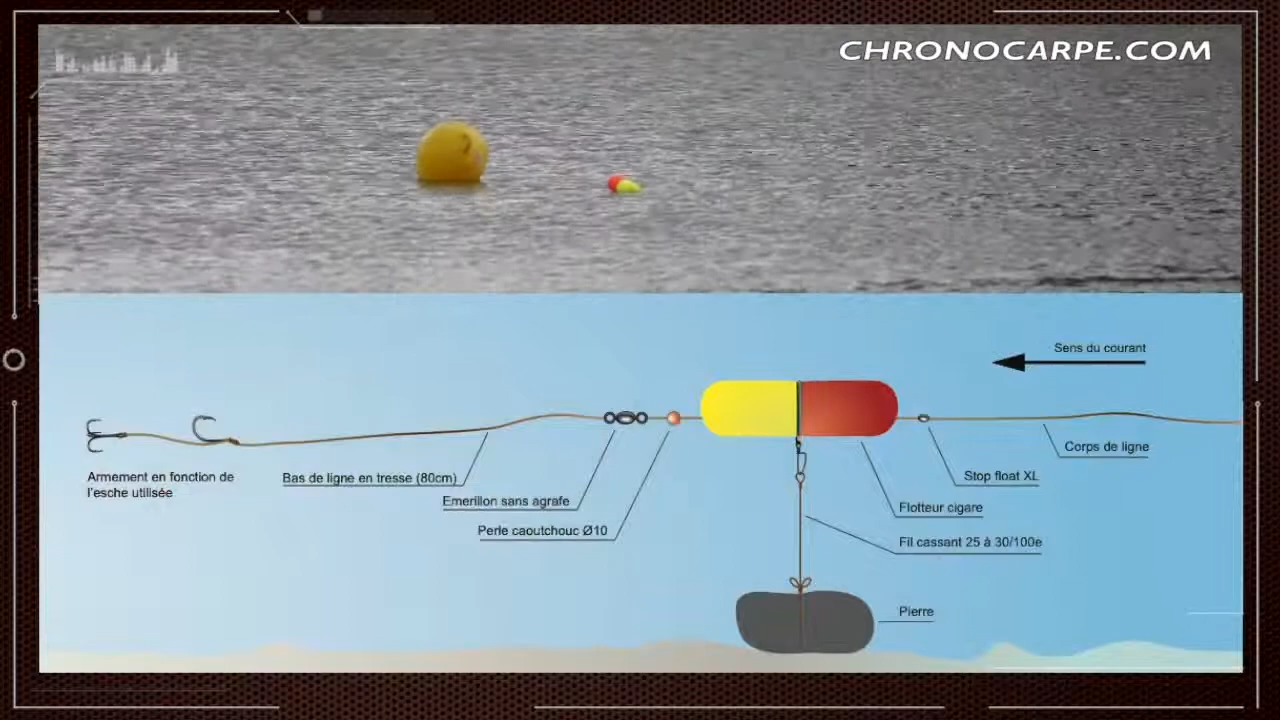 CHRONOCARPE.COM
Sens du courant
Corps de ligne
Armement en fonction de
l'esche utilisée
Bas de ligne en tresse (80cm)
Stop float XL
Emerillon sans agrafe
Flotteur cigare
Perle caoutchouc Ø10
Fil cassant 25 à 30/100e
Pierre